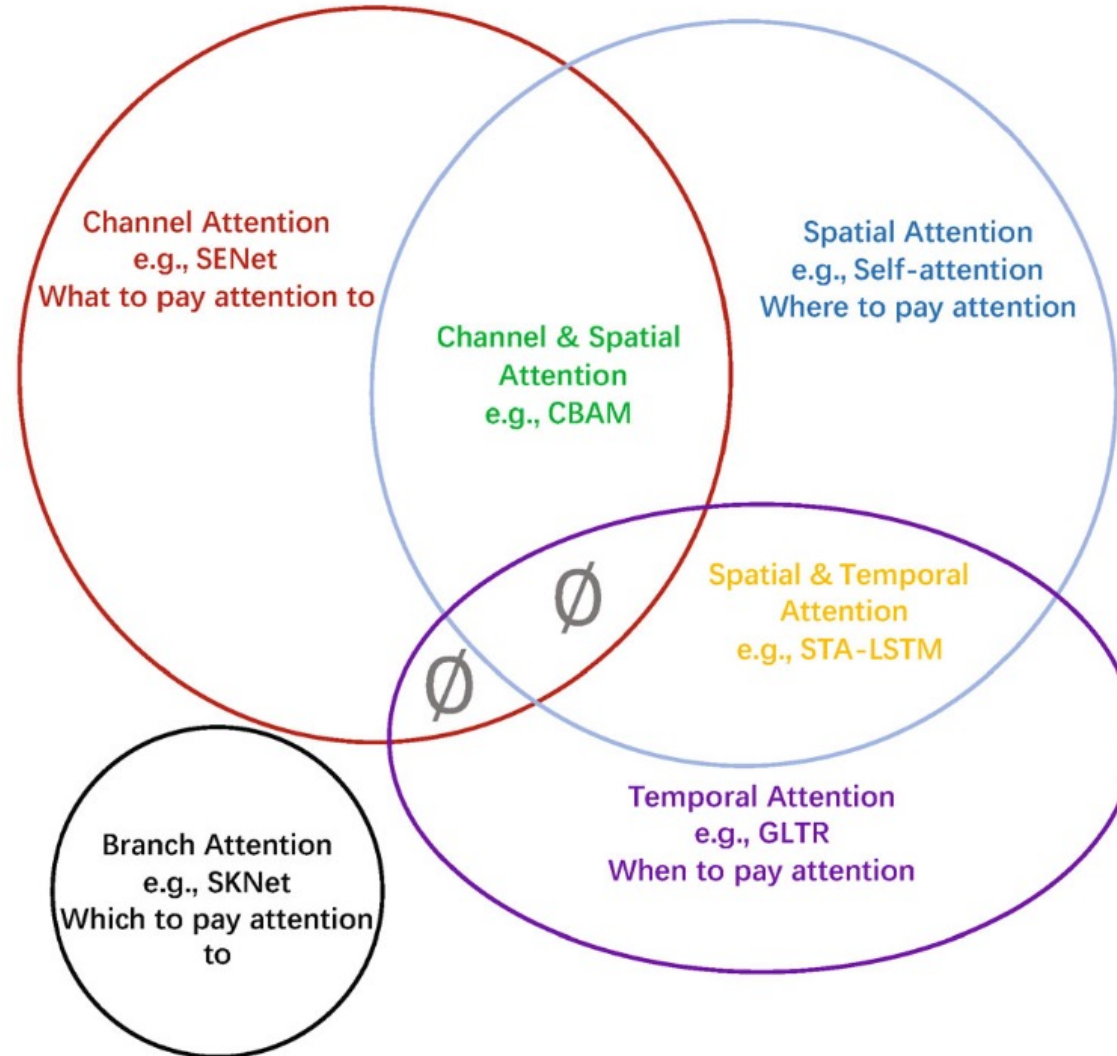 Channel Attention
e.g., SENet
What to pay attention to
Spatial Attention
e.g., Self-attention
Where to pay attention
Channel & Spatial
Attention
e.g., CBAM
∅
∅
Spatial & Temporal
Attention
e.g., STA-LSTM
Temporal Attention
e.g., GLTR
When to pay attention
Branch Attention
e.g., SKNet
Which to pay attention
to